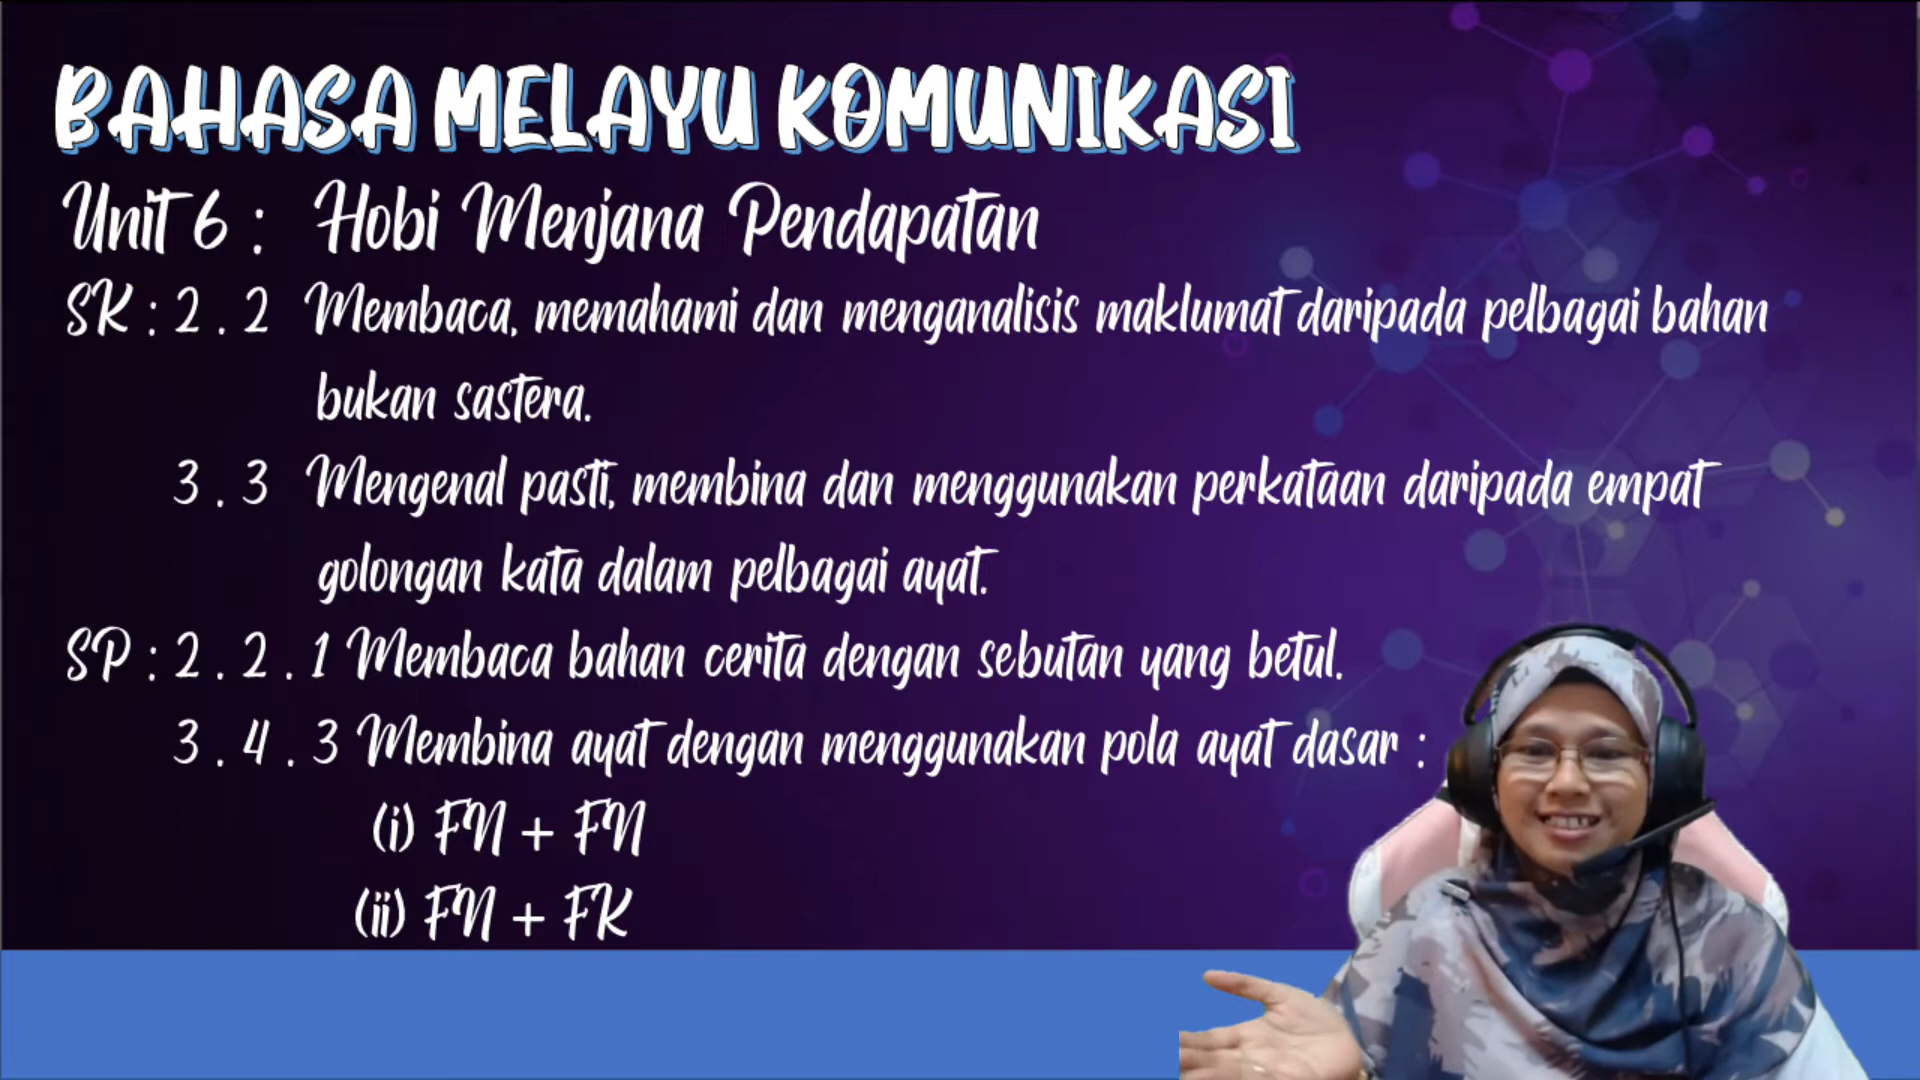 BAHASA MELAYU KOMUNIKASI
Unit 6 : Hobi Menjana Pendapatan
SK : 2 . 2 Membaca, memahami dan menganalisis maklumat daripada pelbagai bahan
bukan sastera.
3 . 3 Mengenal pasti, membina dan menggunakan perkataan daripada empat
golongan kata dalam pelbagai ayat.
SP : 2 . 2 . 1 Membaca bahan cerita dengan sebutan yang betul.
3 . 4 . 3 Membina ayat dengan menggunakan pola ayat dasar :
(i) FN + FN
(ii) FN + FK